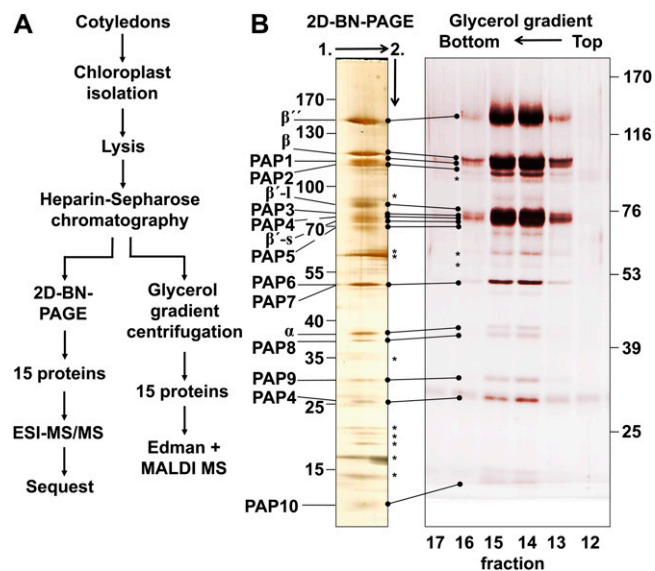 A
Cotyledons
Chloroplast
isolation
Lysis
Heparin-Sepharose
chromatography
2D-BN-
PAGE
15 proteins
ESI-MS/MS
Sequest
Glycerol
gradient
centrifugation
15 proteins
Edman +
MALDI MS
B
2D-BN-PAGE
1.
2.
Glycerol gradient
Bottom
Top
170
130
100
70
55
40
35
25
15
β´´
β
PAP1
PAP2
β´-l
PAP3
PAP4
β´-s
PAP5
PAP6
PAP7
α
PAP8
PAP9
PAP4
PAP10
*
*
*
*
*
*
*
*
*
*
*
*
170
116
76
53
39
25
17 16 15 14 13 12
fraction